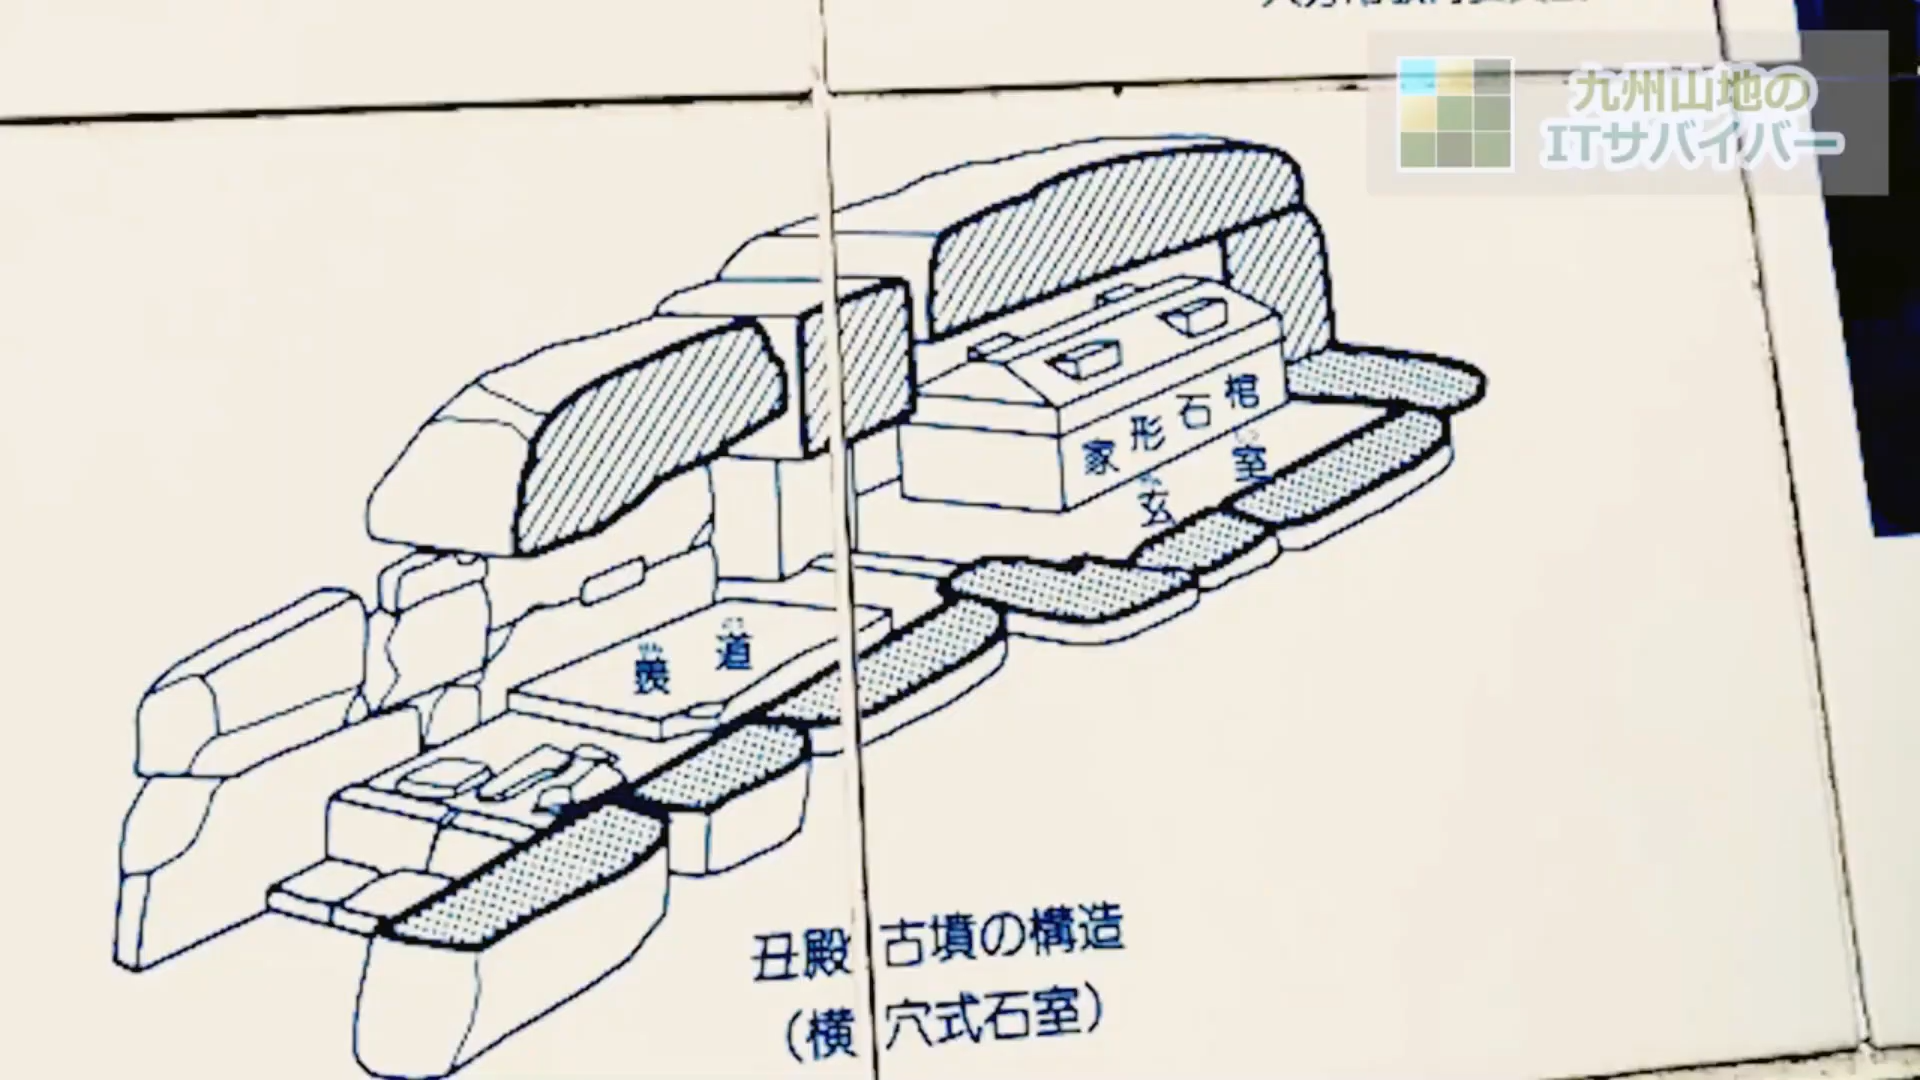 九州山地の
ITサバイバー
家形石棺
玄室
羨道
丑殿古墳の構造
（横穴式石室）